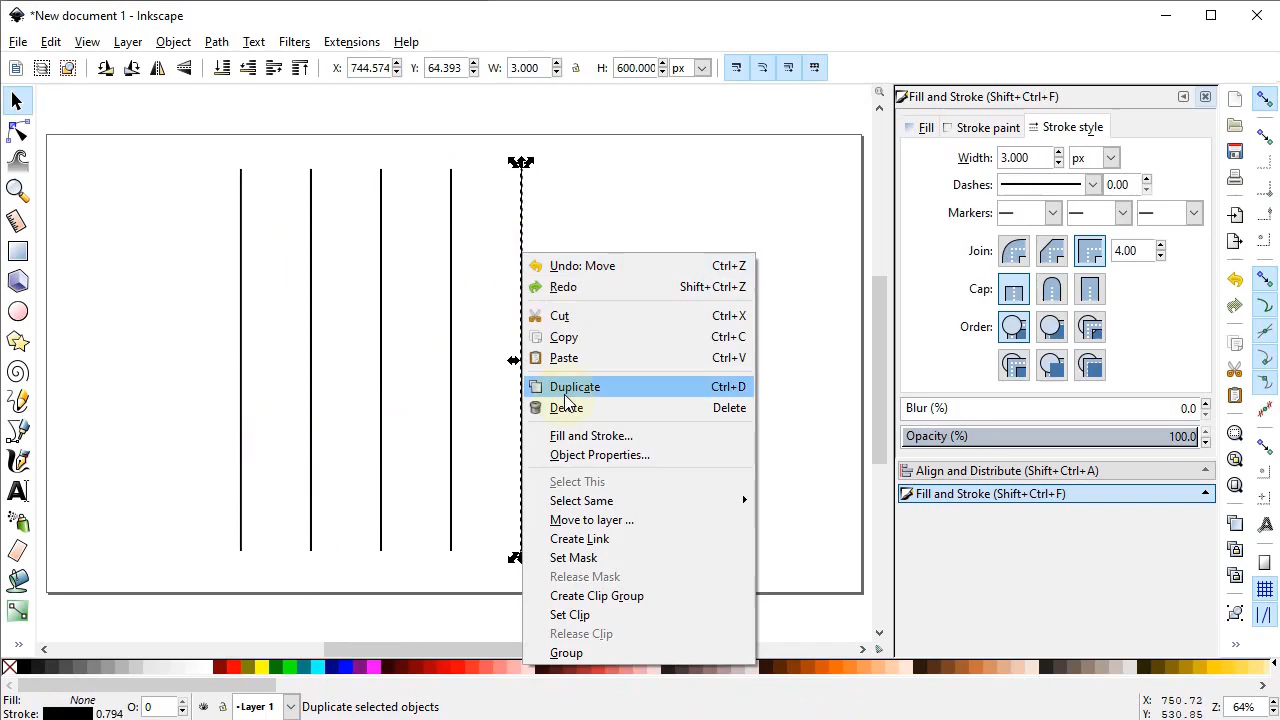 *New document 1 - Inkscape
File Edit View Layer Object Path Text Filters Extensions Help
X: 744.574 Y: 64.393 W: 3.000 H: 600.000 px
Fill and Stroke (Shift+Ctrl+F)
Fill Stroke paint Stroke style
Width: 3.000 px
Dashes: 0.00
Markers:
Join: 4.00
Cap:
Order:
Blur (%) 0.0
Opacity (%) 100.0
Align and Distribute (Shift+Ctrl+A)
Fill and Stroke (Shift+Ctrl+F)
Undo: Move Ctrl+Z
Redo Shift+Ctrl+Z
Cut Ctrl+X
Copy Ctrl+C
Paste Ctrl+V
Duplicate Ctrl+D
Delete Delete
Fill and Stroke...
Object Properties...
Select This
Select Same
Move to layer ...
Create Link
Set Mask
Release Mask
Create Clip Group
Set Clip
Release Clip
Group
Fill: None
Stroke: 0.794
O: 0
•Layer 1
Duplicate selected objects
X: 750.72
Y: 530.85
Z: 64%